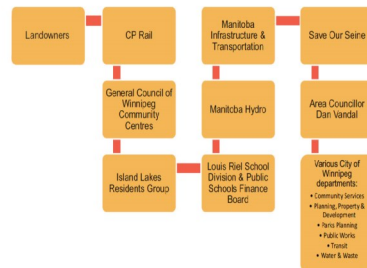 Landowners
CP Rail
General Council of
Winnipeg
Community
Centres
Island Lakes
Residents Group
Louis Riel School
Division & Public
Schools Finance
Board
Manitoba Hydro
Manitoba
Infrastructure &
Transportation
Save Our Seine
Area Councillor
Dan Vandal
Various City of
Winnipeg
departments:
• Community Services
• Planning, Property &
Development
• Parks Planning
• Public Works
• Transit
• Water & Waste